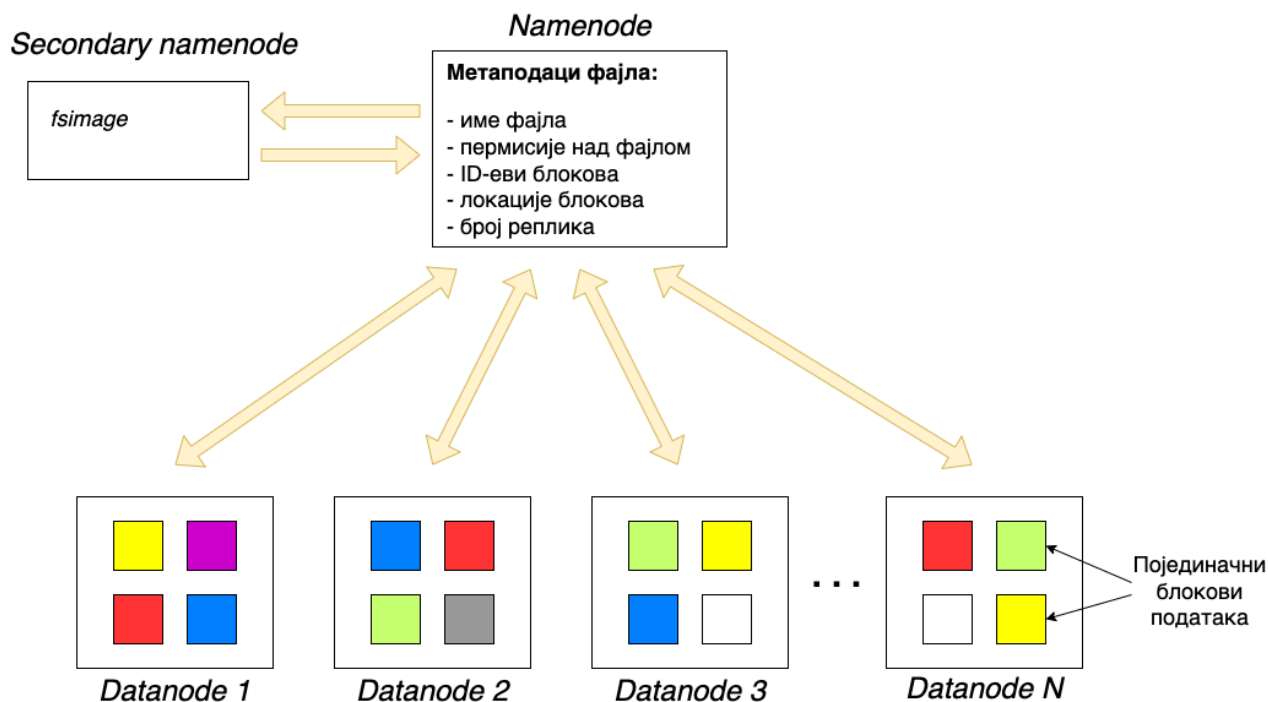 Secondary namenode
fsimage
Namenode
Метаподаци фајла:
- име фајла
- пермисије над фајлом
- ID-еви блокова
- локације блокова
- број реплика
Datanode 1
Datanode 2
Datanode 3
...
Datanode N
Појединачни
блокови
података